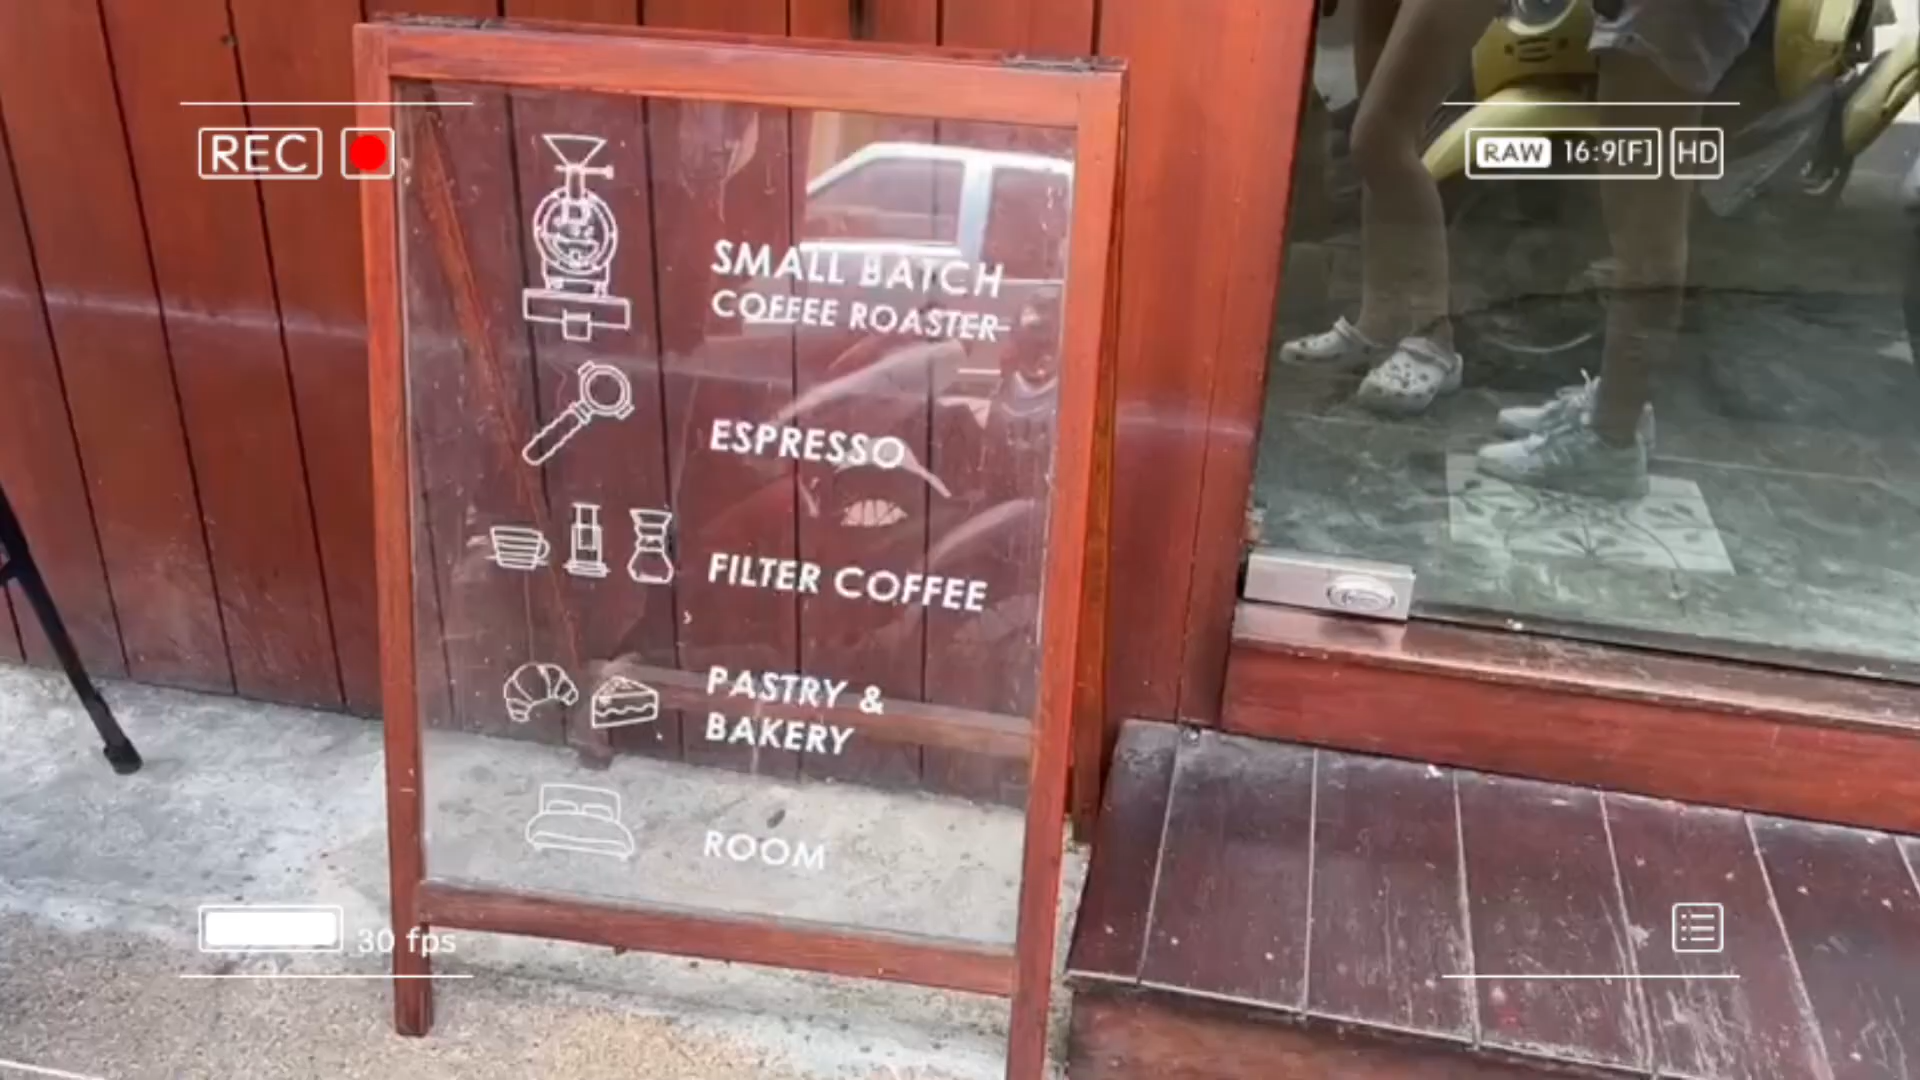 REC
RAW 16:9[F] HD
SMALL BATCH
COFFEE ROASTER
ESPRESSO
FILTER COFFEE
PASTRY &
BAKERY
ROOM
30 fps